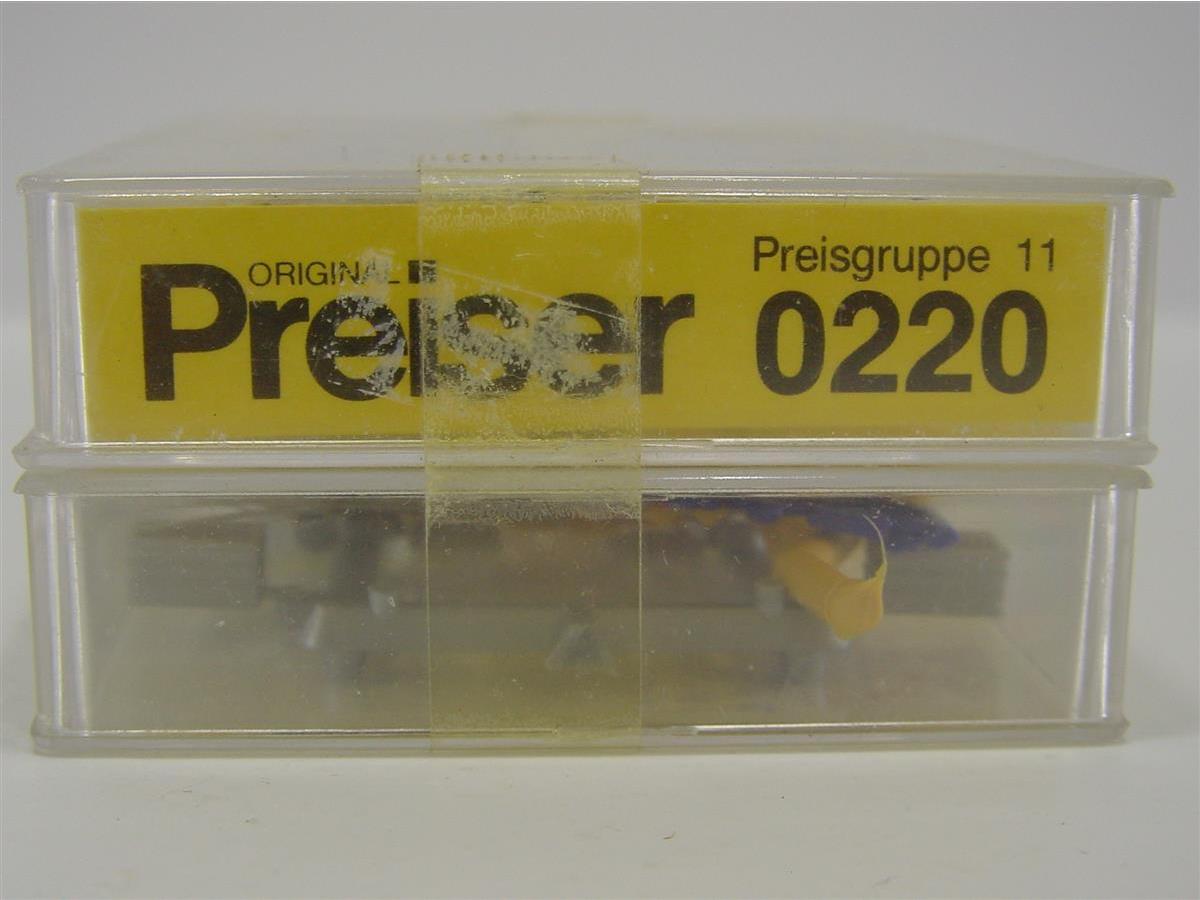 ORIGINAL
Preiser
Preisgruppe 11
0220